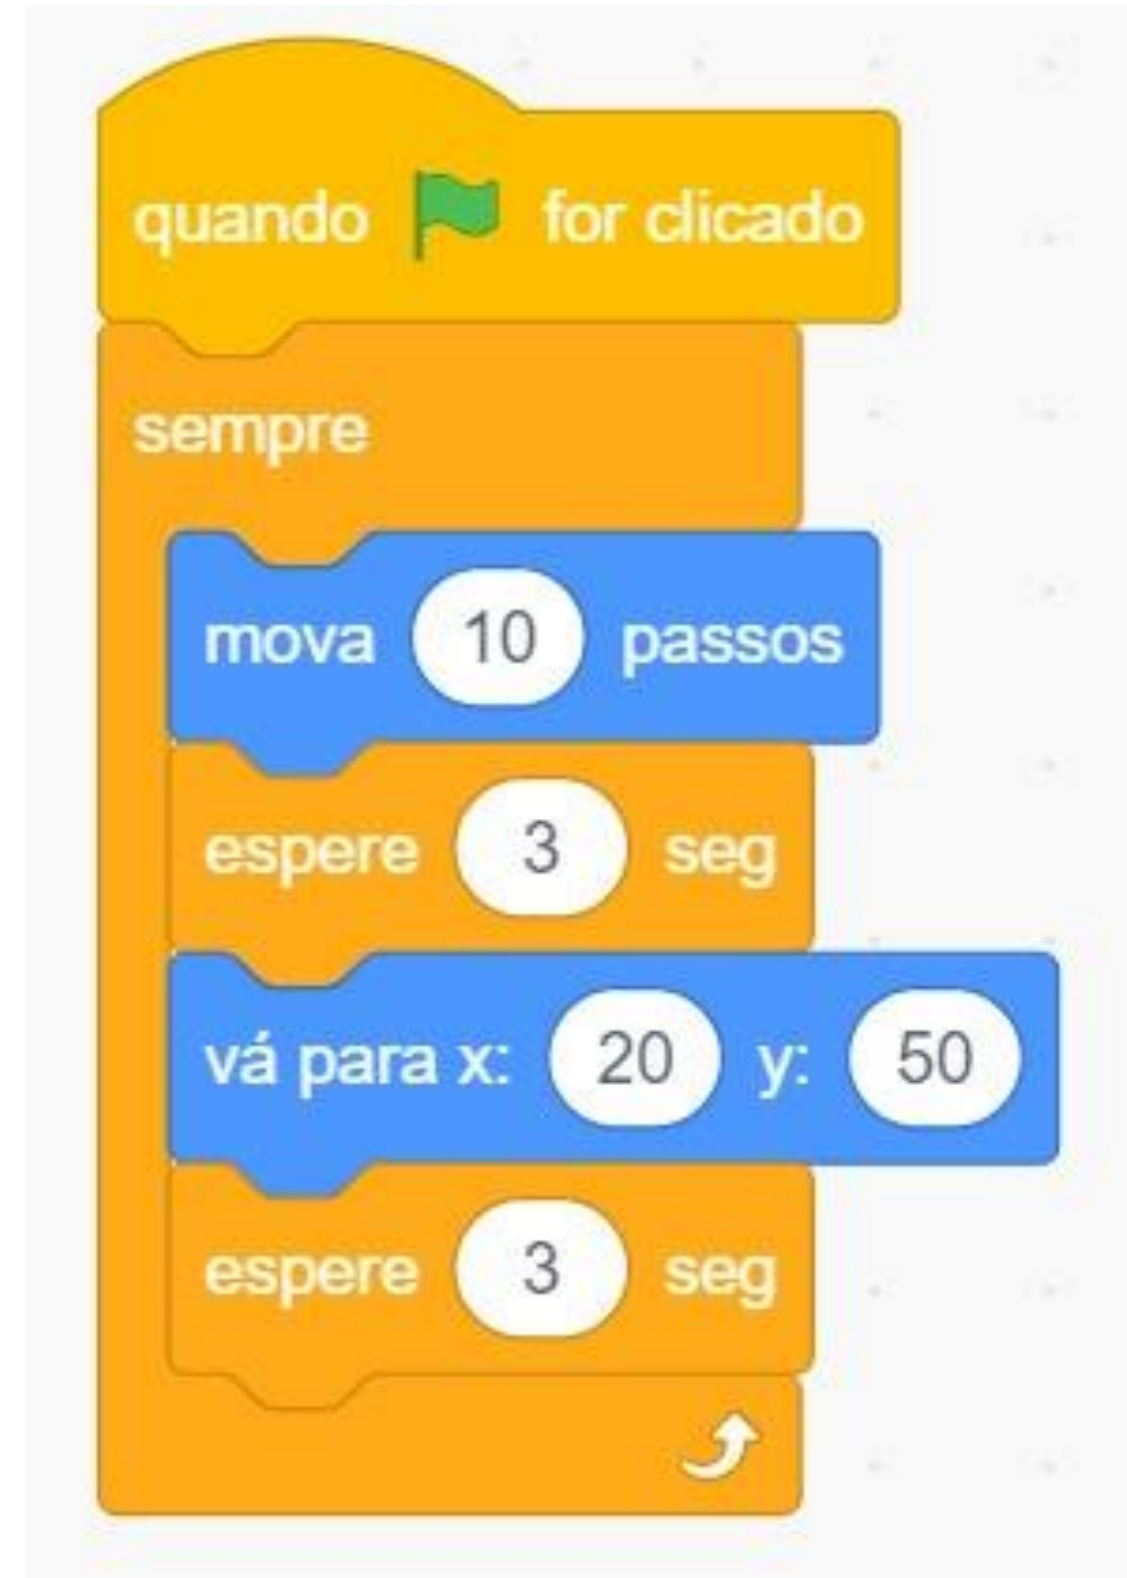 quando for clicado
sempre
mova 10 passos
espere 3 seg
vá para x: 20 y: 50
espere 3 seg